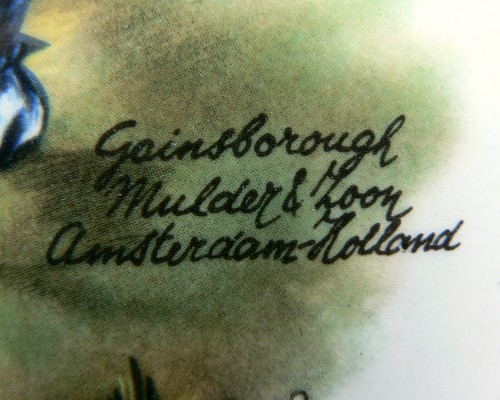 Gainsborough
Mulder & Zoon
Amsterdam-Holland